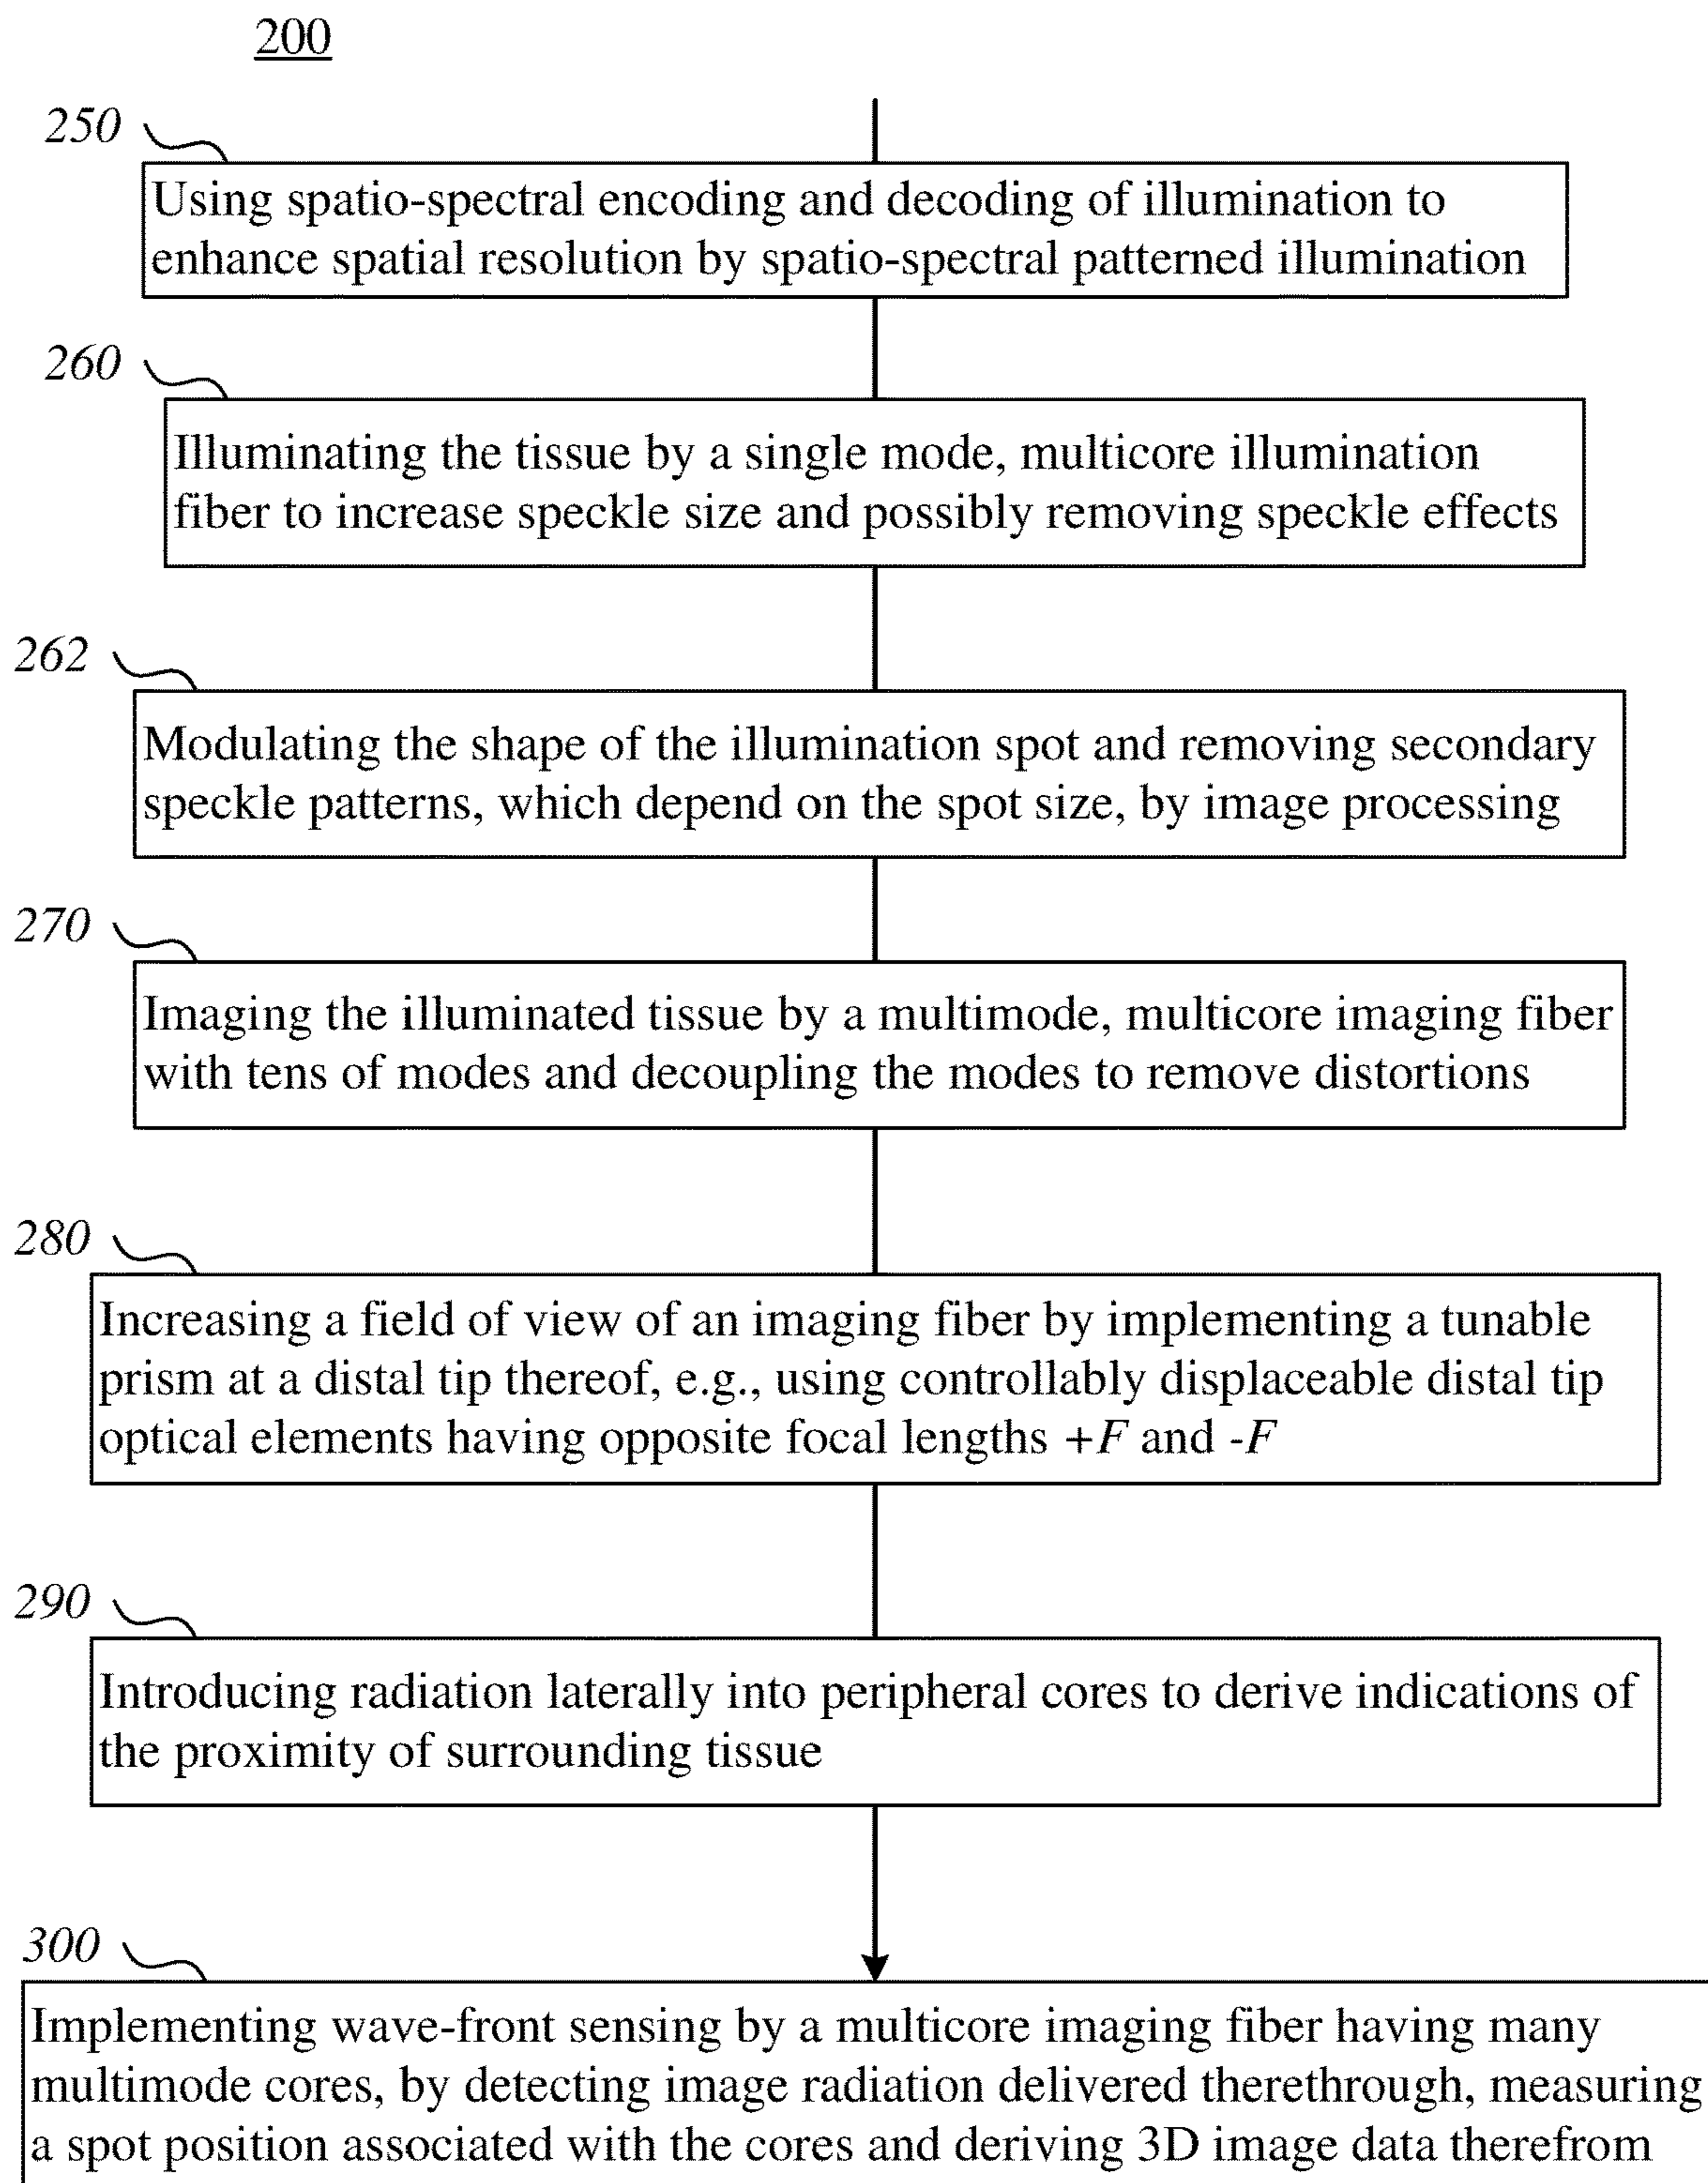 200
250
Using spatio-spectral encoding and decoding of illumination to
enhance spatial resolution by spatio-spectral patterned illumination
260
Illuminating the tissue by a single mode, multicore illumination
fiber to increase speckle size and possibly removing speckle effects
262
Modulating the shape of the illumination spot and removing secondary
speckle patterns, which depend on the spot size, by image processing
270
Imaging the illuminated tissue by a multimode, multicore imaging fiber
with tens of modes and decoupling the modes to remove distortions
280
Increasing a field of view of an imaging fiber by implementing a tunable
prism at a distal tip thereof, e.g., using controllably displaceable distal tip
optical elements having opposite focal lengths +F and -F
290
Introducing radiation laterally into peripheral cores to derive indications of
the proximity of surrounding tissue
300
Implementing wave-front sensing by a multicore imaging fiber having many
multimode cores, by detecting image radiation delivered therethrough, measuring
a spot position associated with the cores and deriving 3D image data therefrom